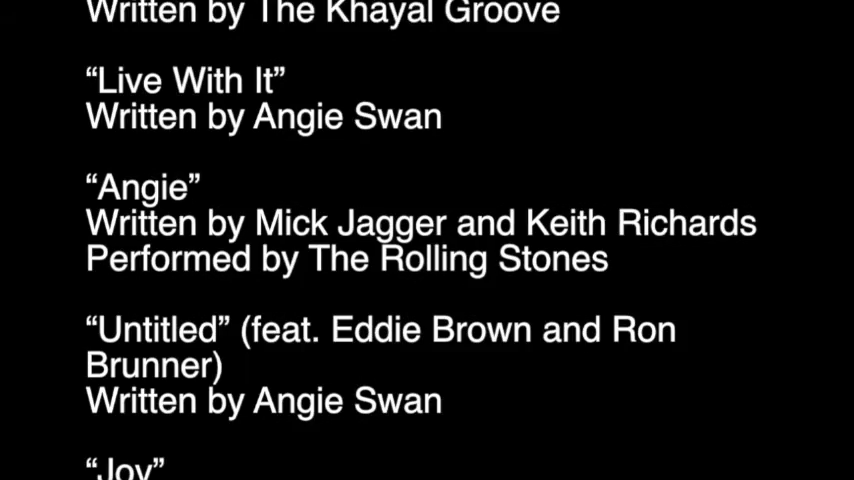 Written by The Khayal Groove
“Live With It”
Written by Angie Swan
“Angie”
Written by Mick Jagger and Keith Richards
Performed by The Rolling Stones
“Untitled” (feat. Eddie Brown and Ron
Brunner)
Written by Angie Swan
“Joy”